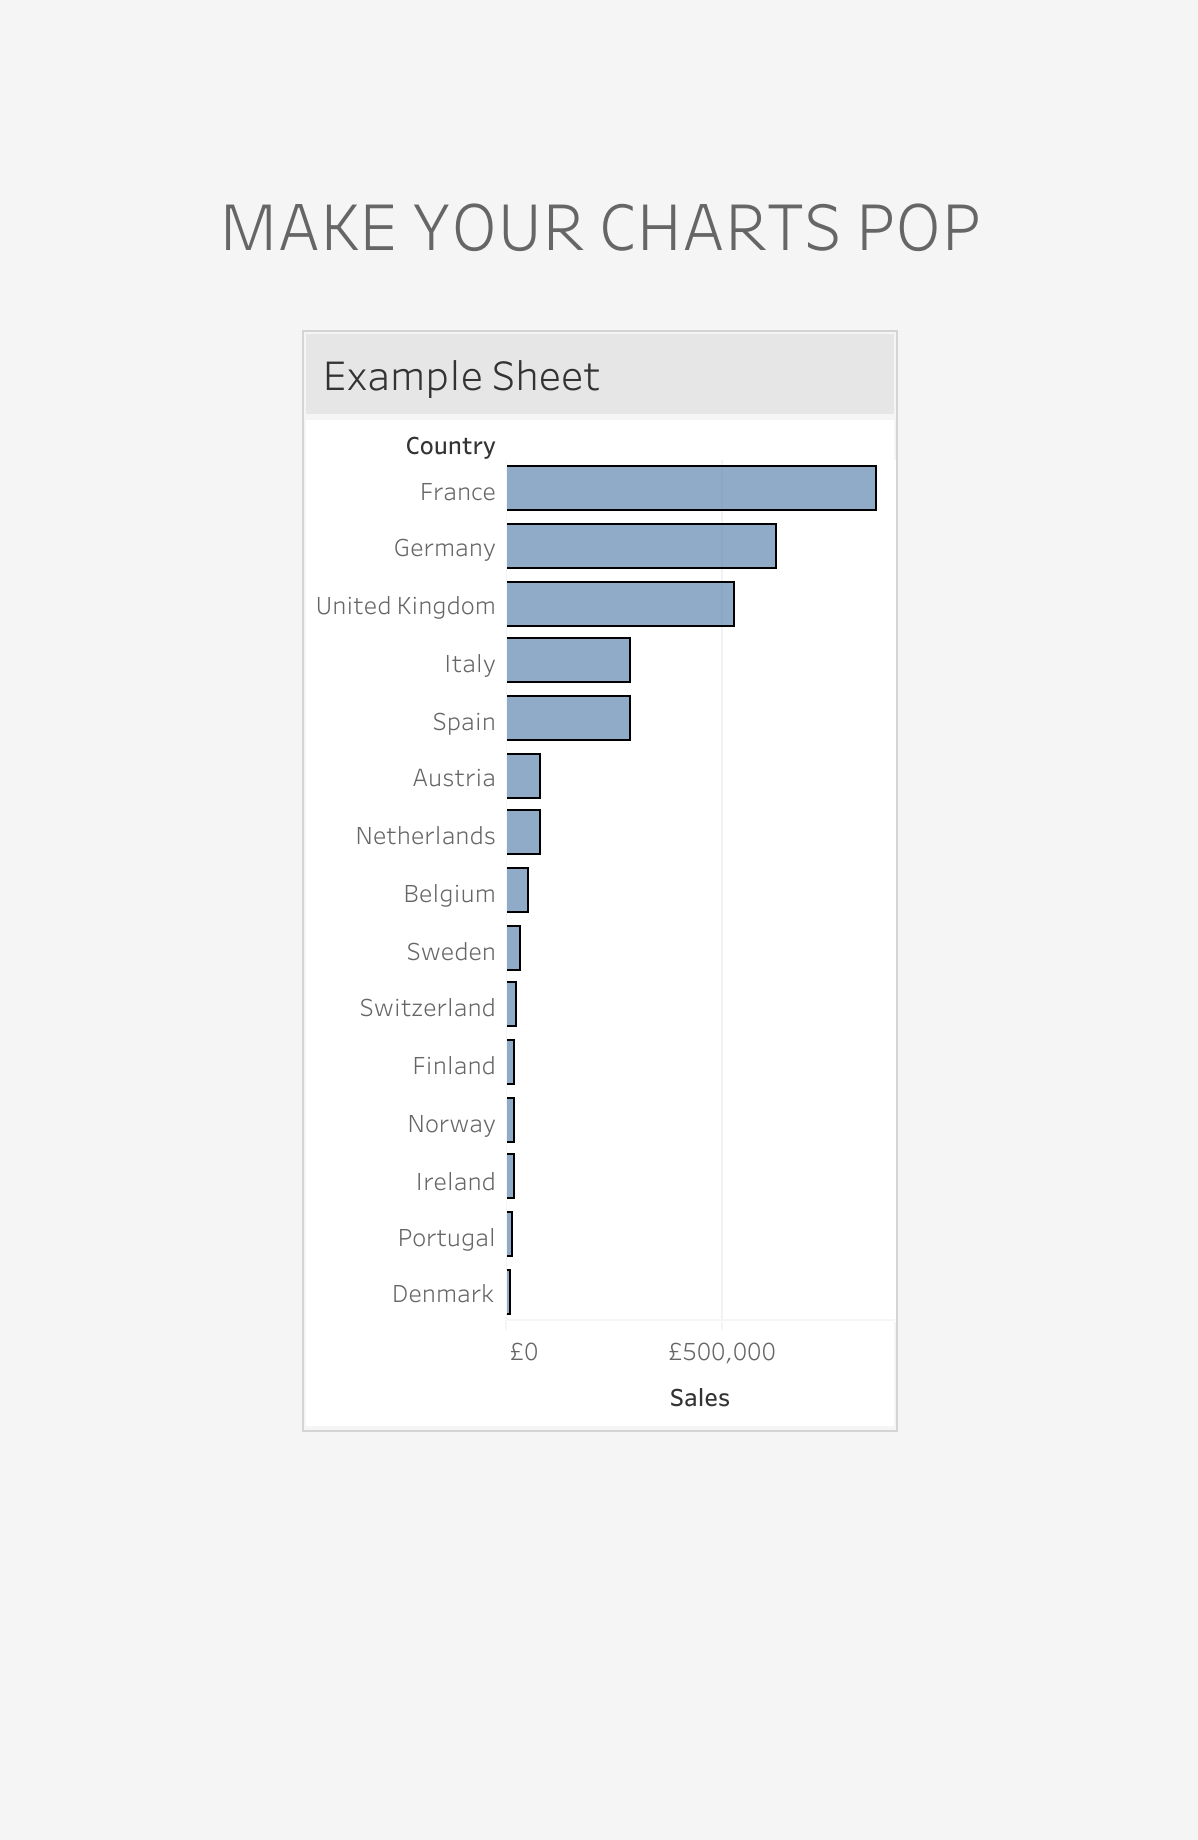 MAKE YOUR CHARTS POP
Example Sheet
Country
France
Germany
United Kingdom
Italy
Spain
Austria
Netherlands
Belgium
Sweden
Switzerland
Finland
Norway
Ireland
Portugal
Denmark
£0 £500,000
Sales